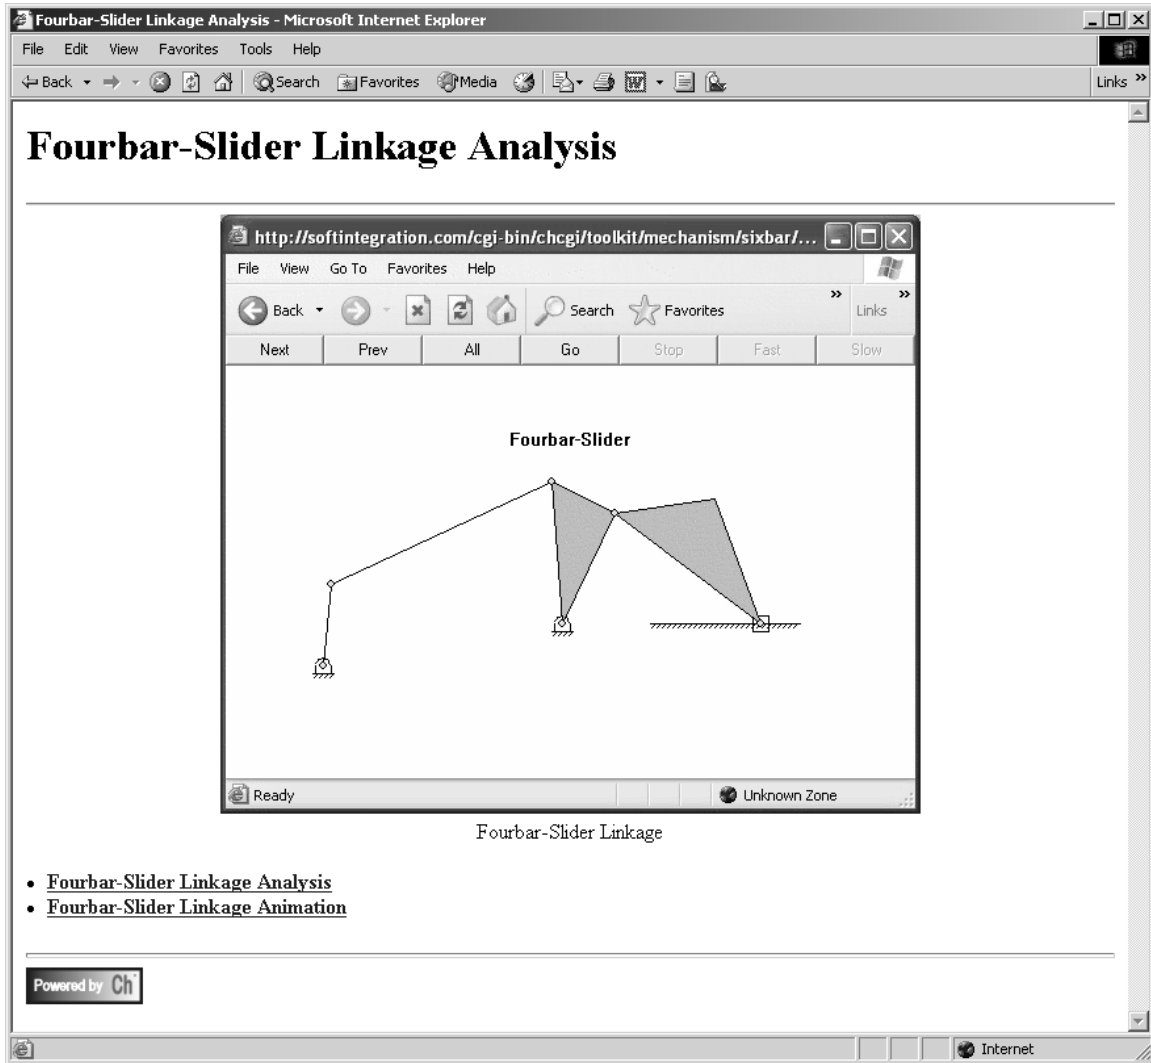 Fourbar-Slider Linkage Analysis - Microsoft Internet Explorer
File Edit View Favorites Tools Help
Back Search Favorites Media Links »
Fourbar-Slider Linkage Analysis
http://softintegration.com/cgi-bin/chcgi/toolkit/mechanism/sixbar/...
File View Go To Favorites Help
Back Search Favorites » Links »
Next Prev All Go Stop Fast Slow
Fourbar-Slider
Ready Unknown Zone
Fourbar-Slider Linkage
• Fourbar-Slider Linkage Analysis
• Fourbar-Slider Linkage Animation
Powered by Ch
Internet